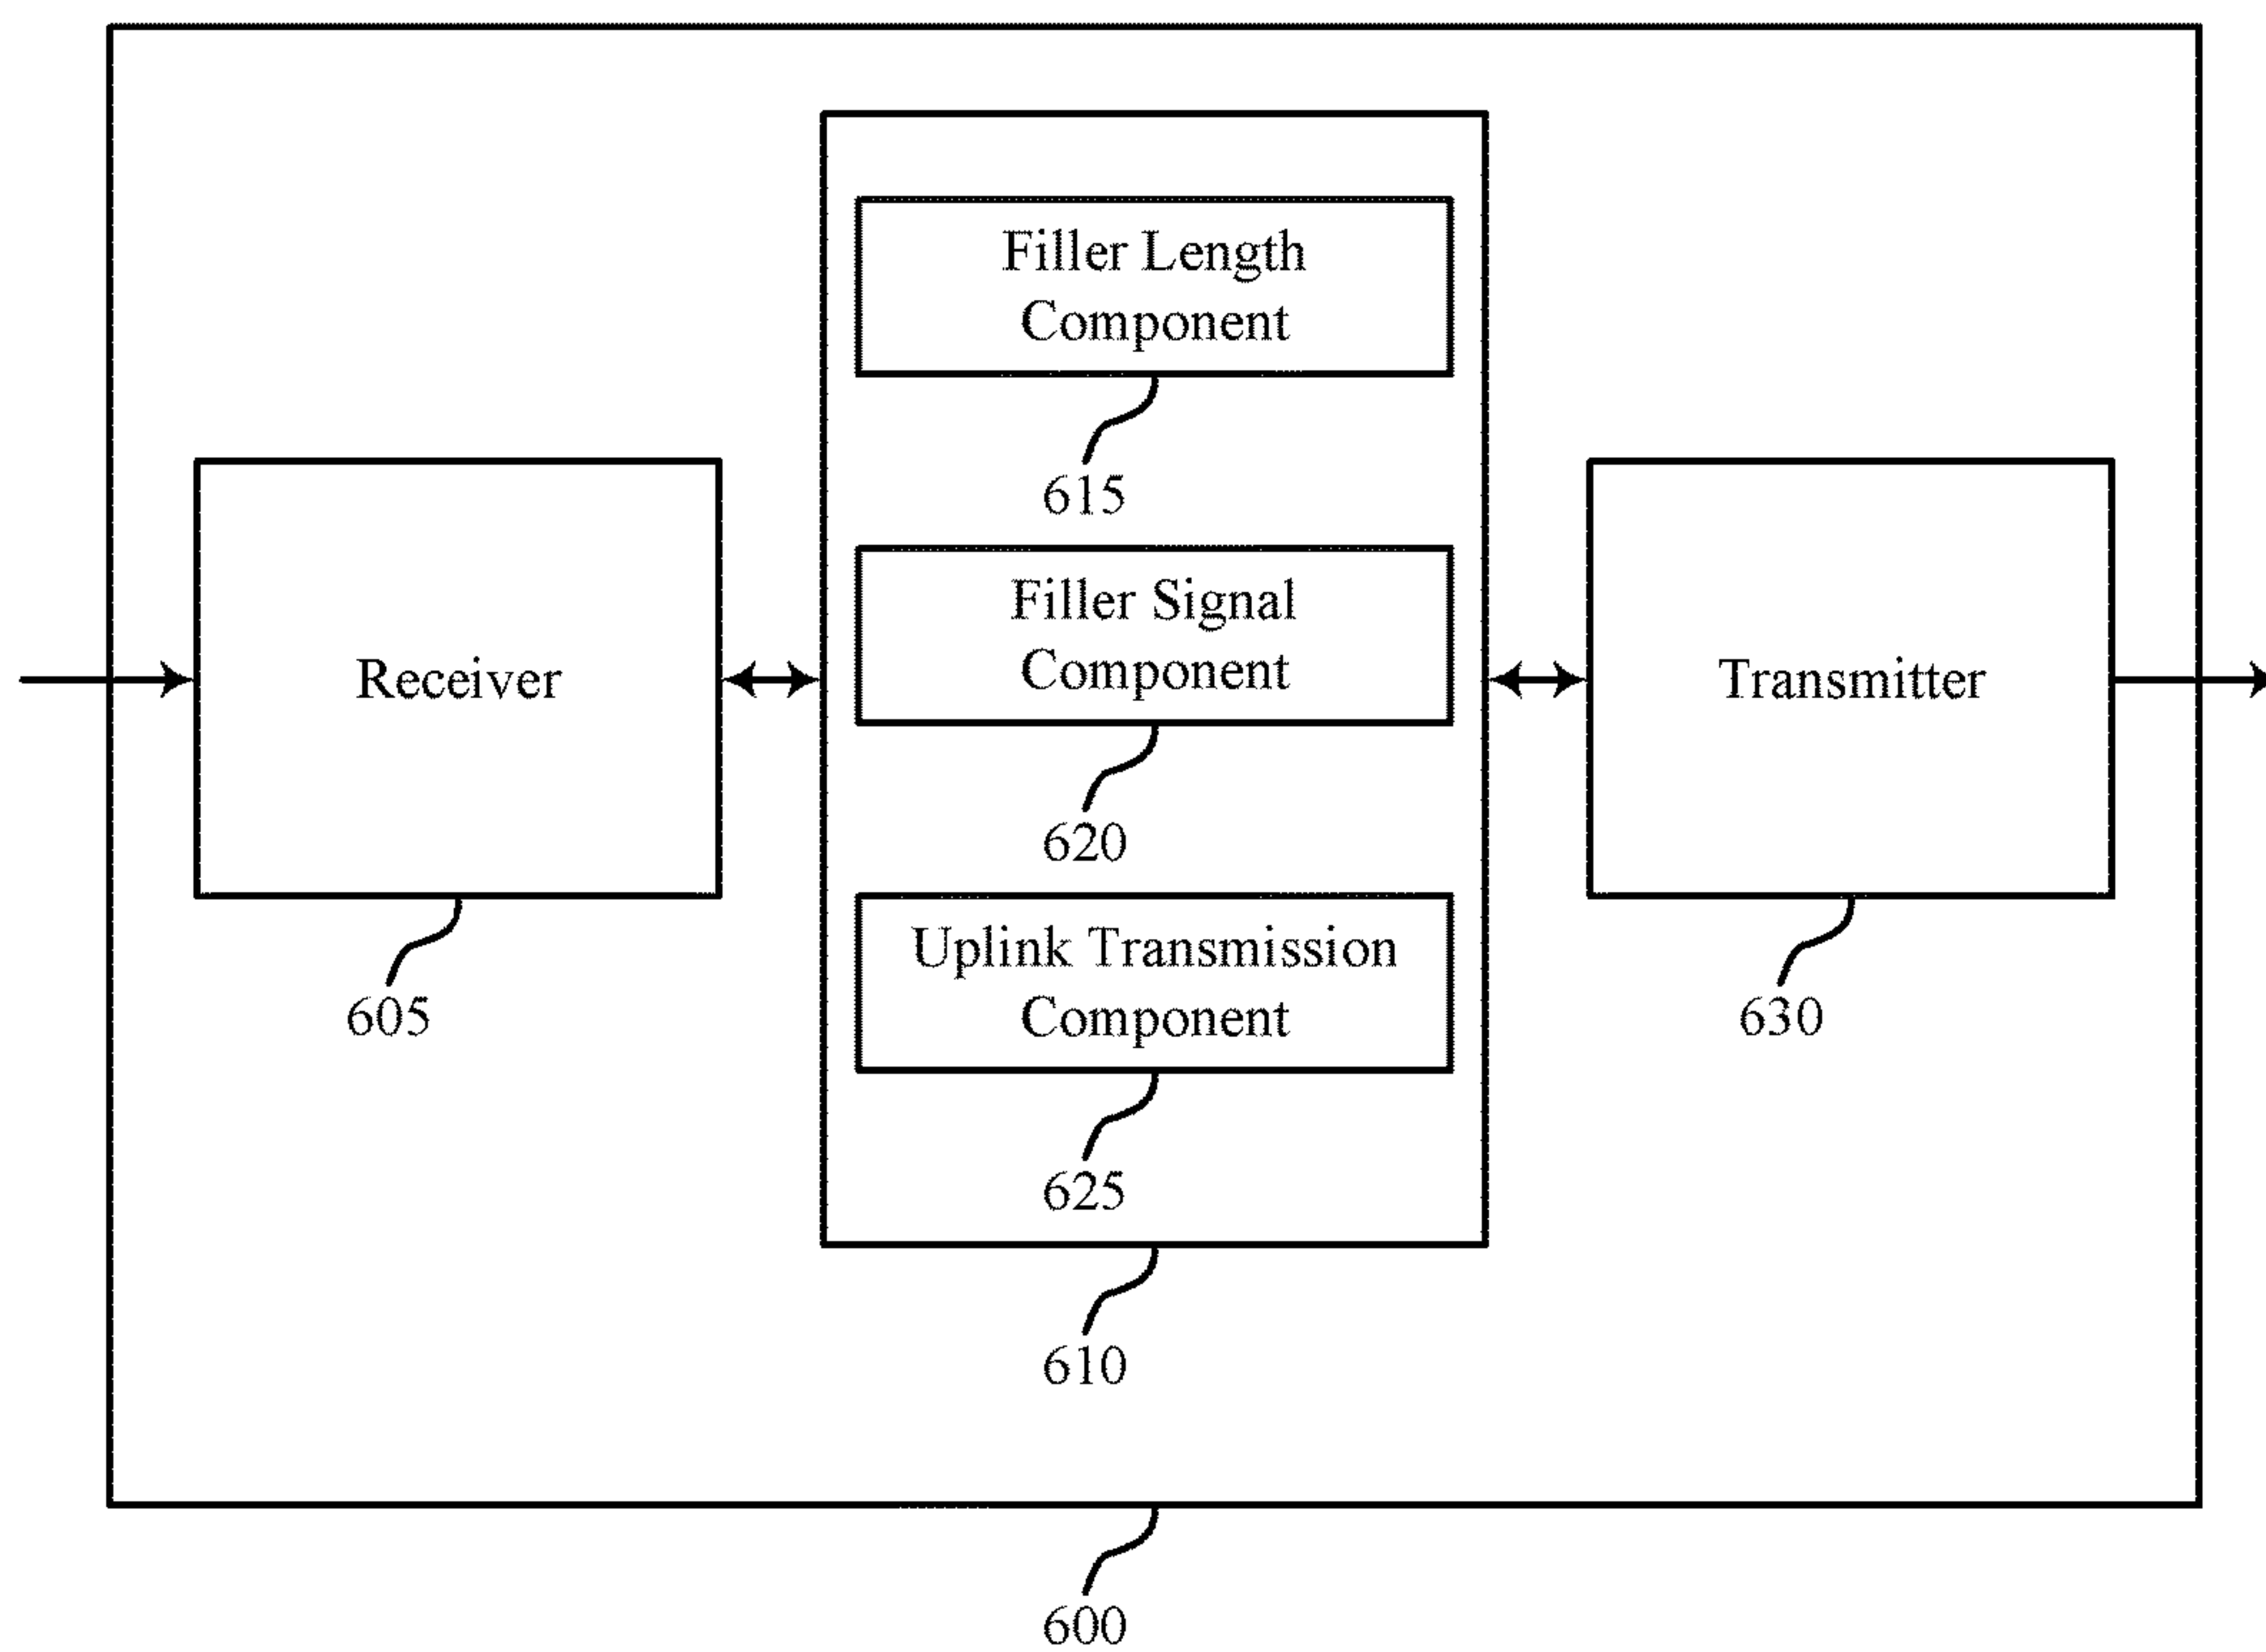 Filler Length
Component
615
Filler Signal
Component
620
Uplink Transmission
Component
625
610
Receiver
605
Transmitter
630
600